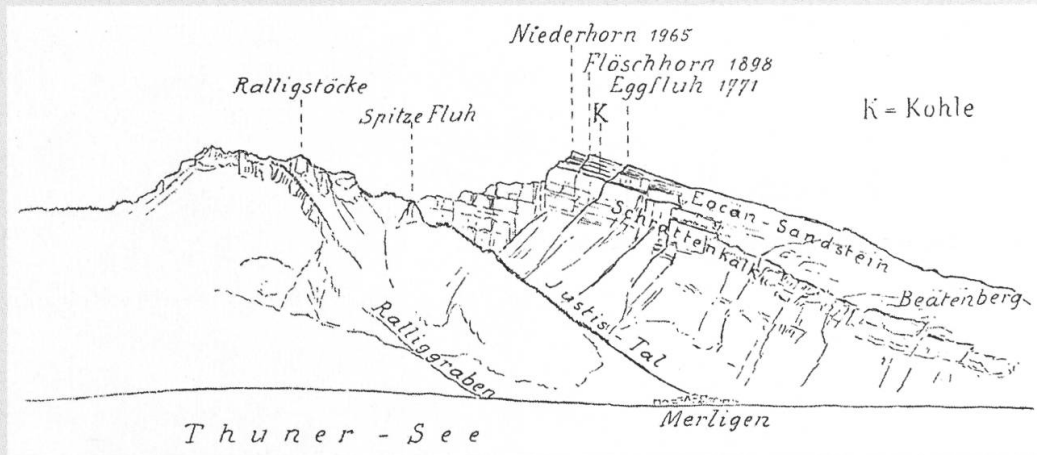 Niederhorn 1965
Flöschhorn 1898
Eggfluh 1771
Ralligstöcke
K
K = Kohle
Spitze Fluh
Eocän-Sandstein
Schrattenkalk
Beatenberg
Justis-Tal
Ralliggraben
Merligen
Thuner-See